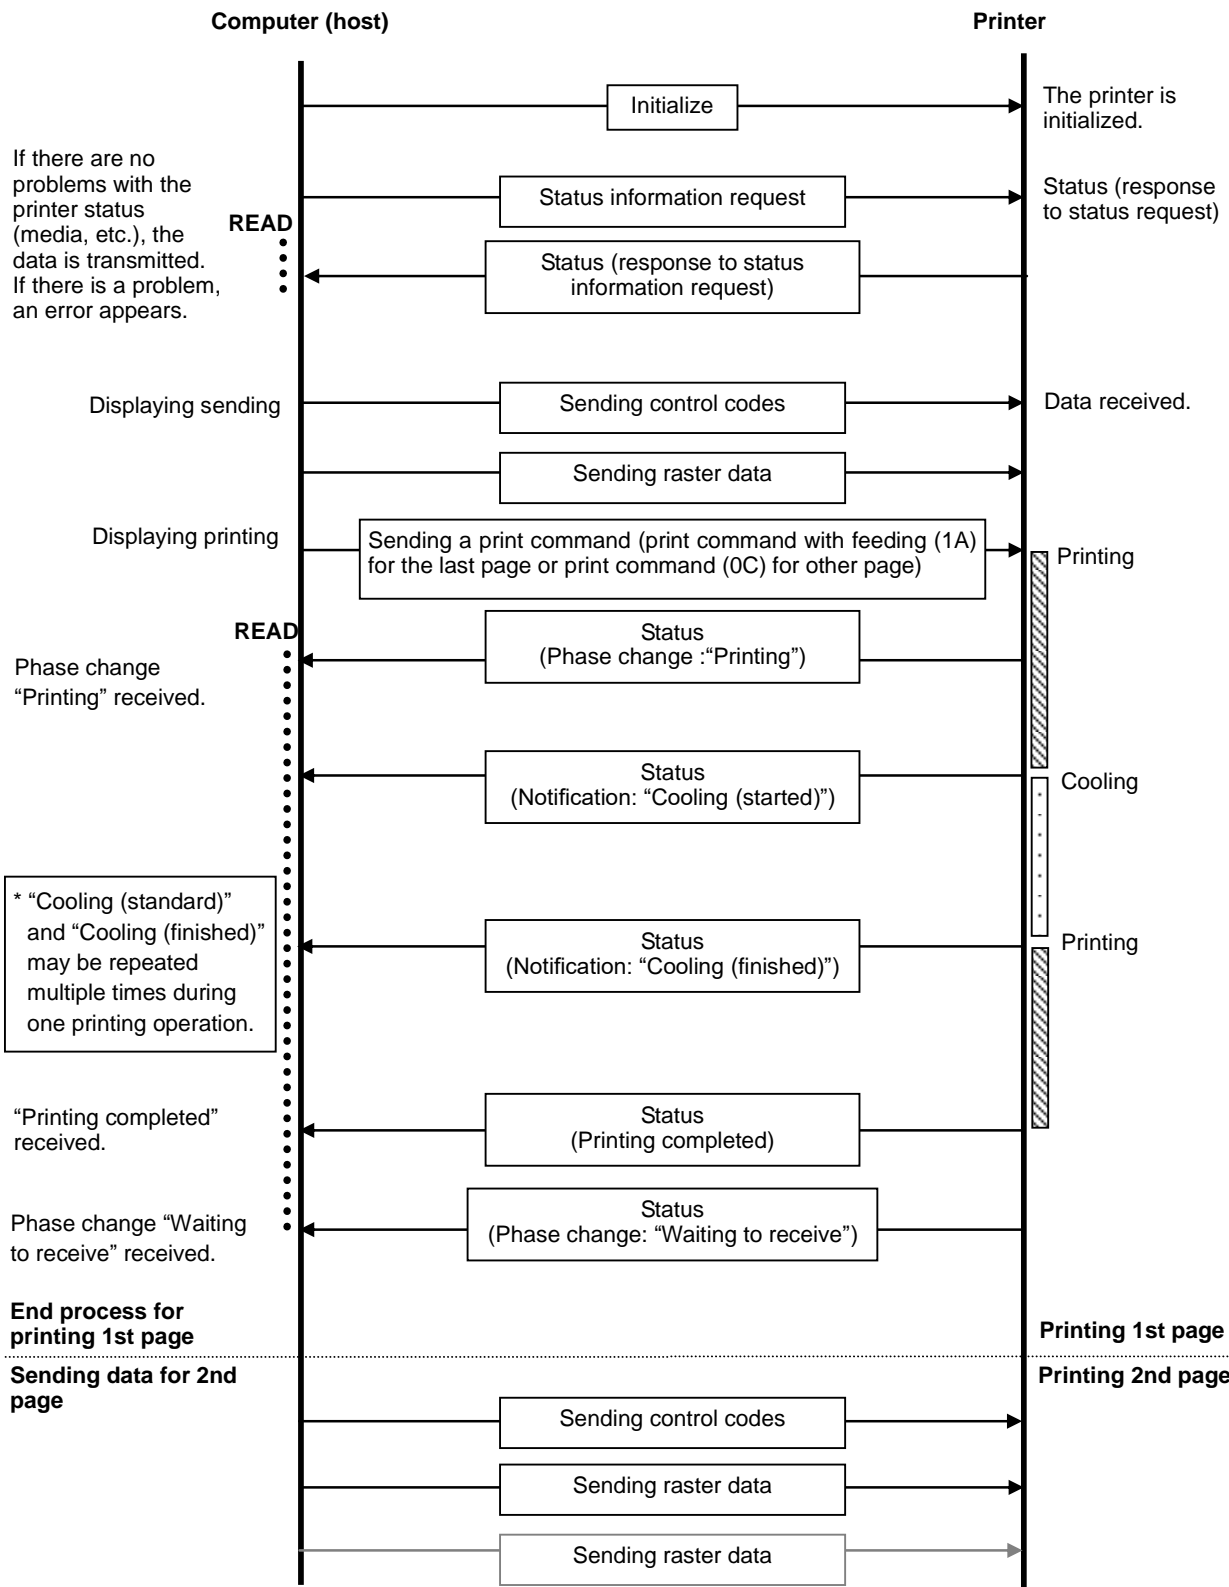 Computer (host)
Printer
Initialize
The printer is
initialized.
If there are no
problems with the
printer status
(media, etc.), the
data is transmitted.
If there is a problem,
an error appears.
READ
Status information request
Status (response
to status request)
Status (response to status
information request)
Displaying sending
Sending control codes
Data received.
Sending raster data
Displaying printing
Sending a print command (print command with feeding (1A)
for the last page or print command (0C) for other page)
Printing
READ
Status
(Phase change :“Printing”)
Phase change
“Printing” received.
Status
(Notification: “Cooling (started)”)
Cooling
* “Cooling (standard)”
and “Cooling (finished)”
may be repeated
multiple times during
one printing operation.
Status
(Notification: “Cooling (finished)”)
Printing
“Printing completed”
received.
Status
(Printing completed)
Phase change “Waiting
to receive” received.
Status
(Phase change: “Waiting to receive”)
End process for
printing 1st page
Printing 1st page
Sending data for 2nd
page
Printing 2nd page
Sending control codes
Sending raster data
Sending raster data